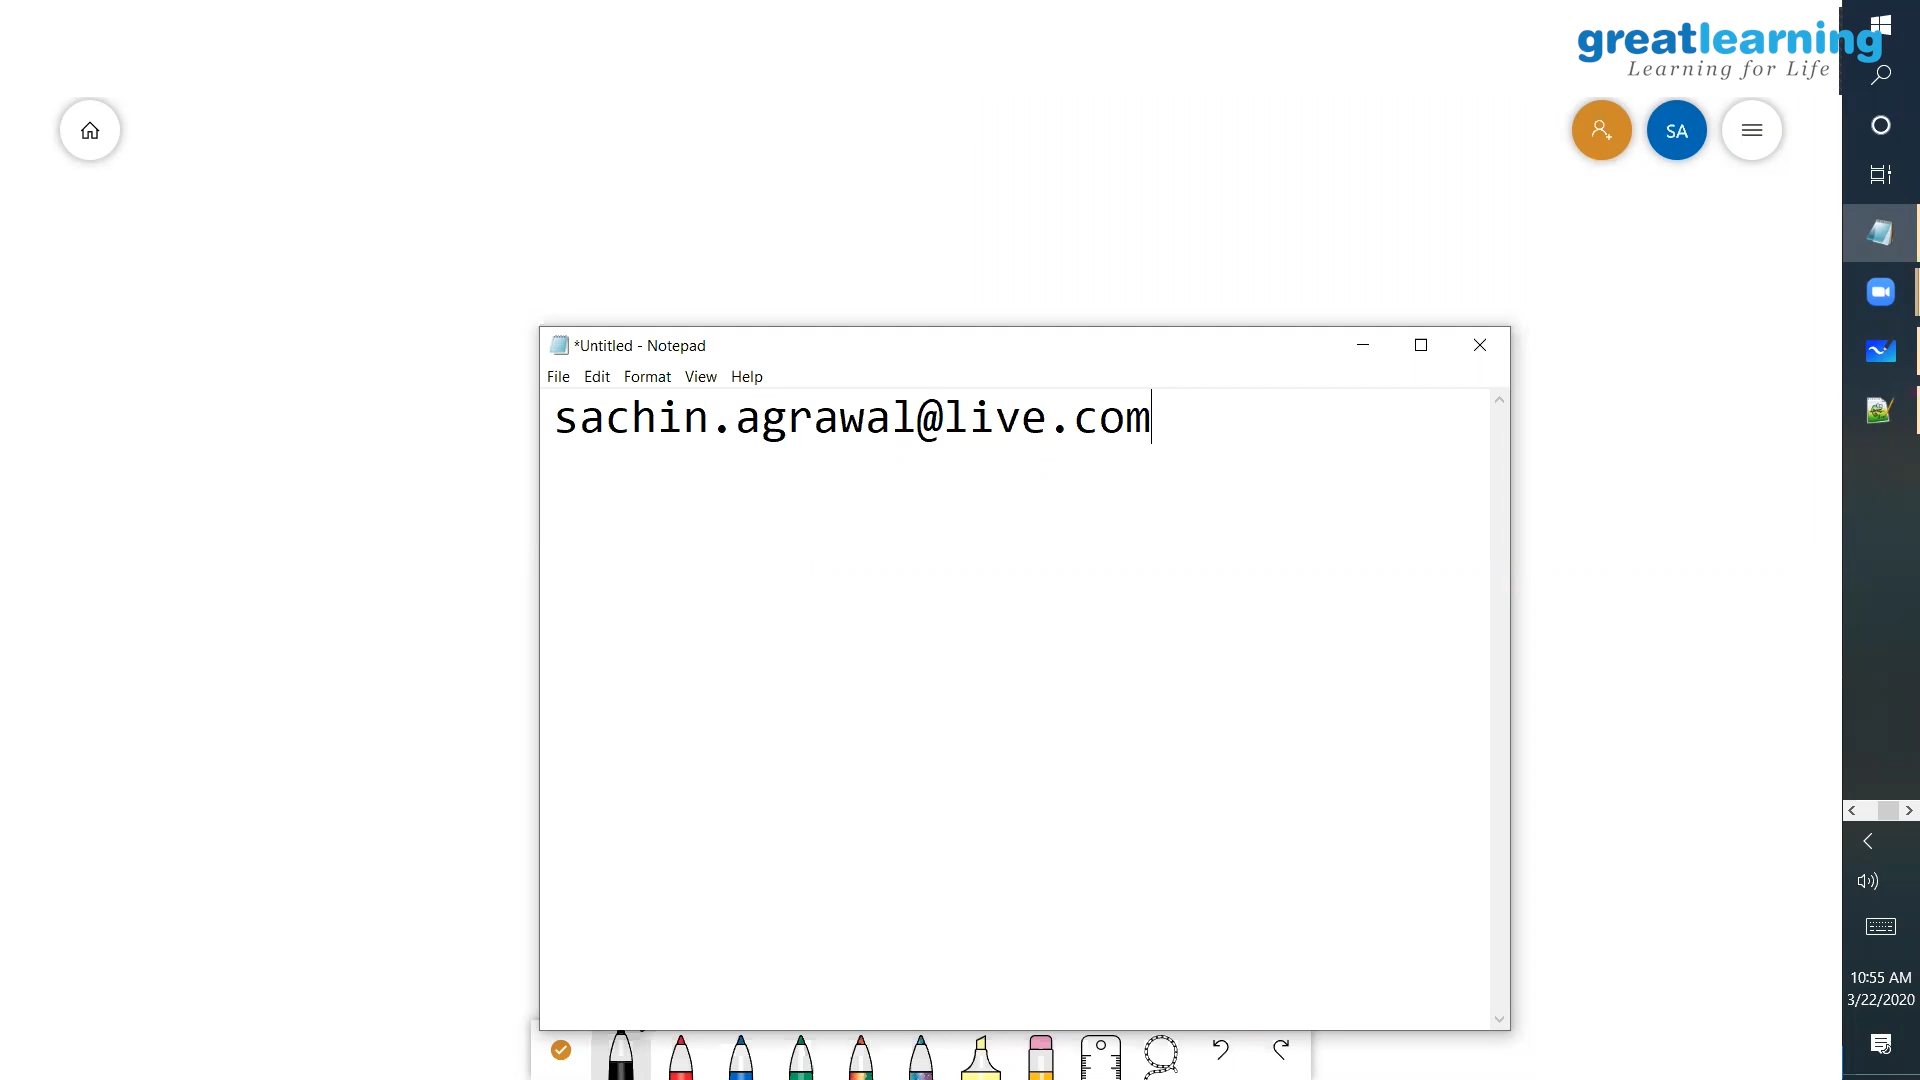 greatlearning
Learning for Life
SA
*Untitled - Notepad
File Edit Format View Help
sachin.agrawal@live.com
10:55 AM
3/22/2020